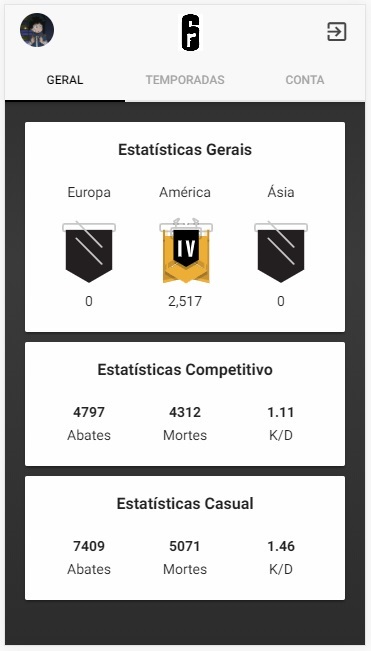 GERAL TEMPORADAS CONTA
Estatísticas Gerais
Europa América Ásia
IV
0 2,517 0
Estatísticas Competitivo
4797 4312 1.11
Abates Mortes K/D
Estatísticas Casual
7409 5071 1.46
Abates Mortes K/D